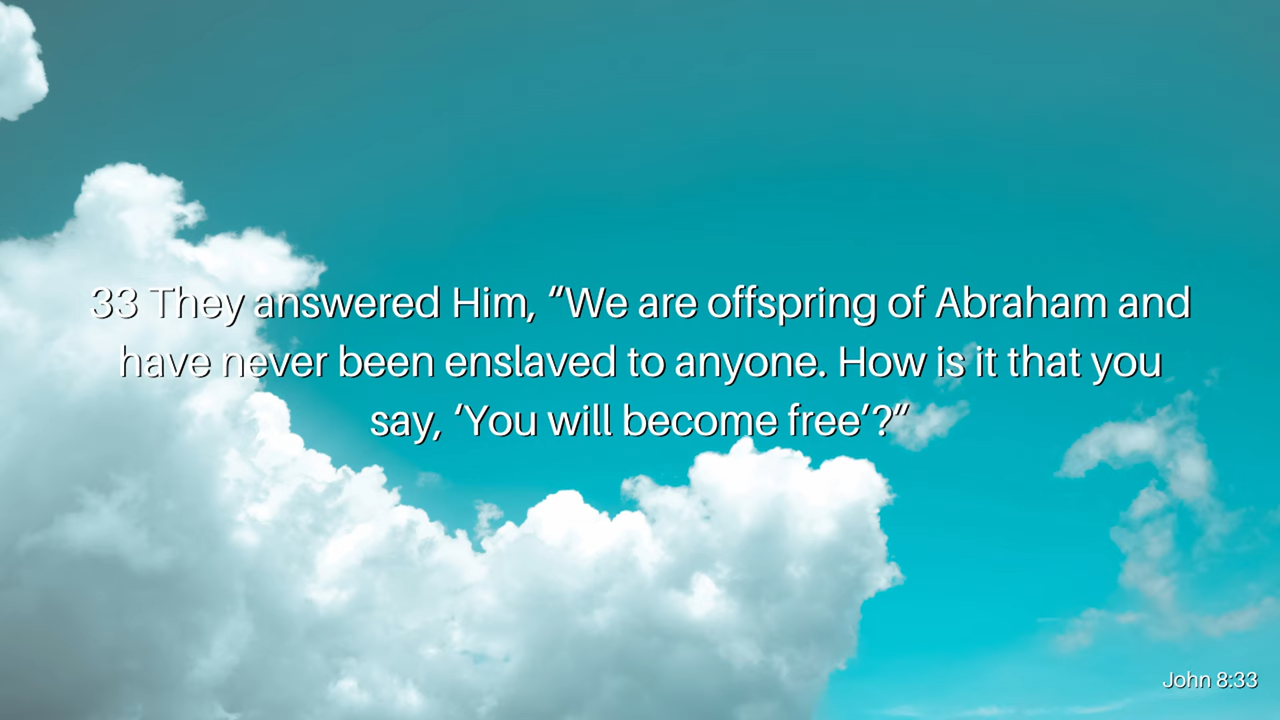 33 They answered Him, “We are offspring of Abraham and
have never been enslaved to anyone. How is it that you
say, ‘You will become free’?”
John 8:33